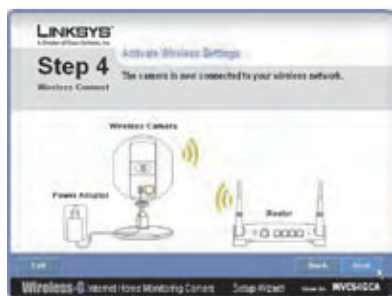 LINKSYS®
A Division of Cisco Systems, Inc.
Activate Wireless Settings
Step 4
Wireless Connect
The camera is now connected to your wireless network.
Wireless Camera
Power Adapter
Router
Exit
Back
Next
Wireless-G Internet Home Monitoring Camera
Setup Wizard
Model No. WVC54GCA